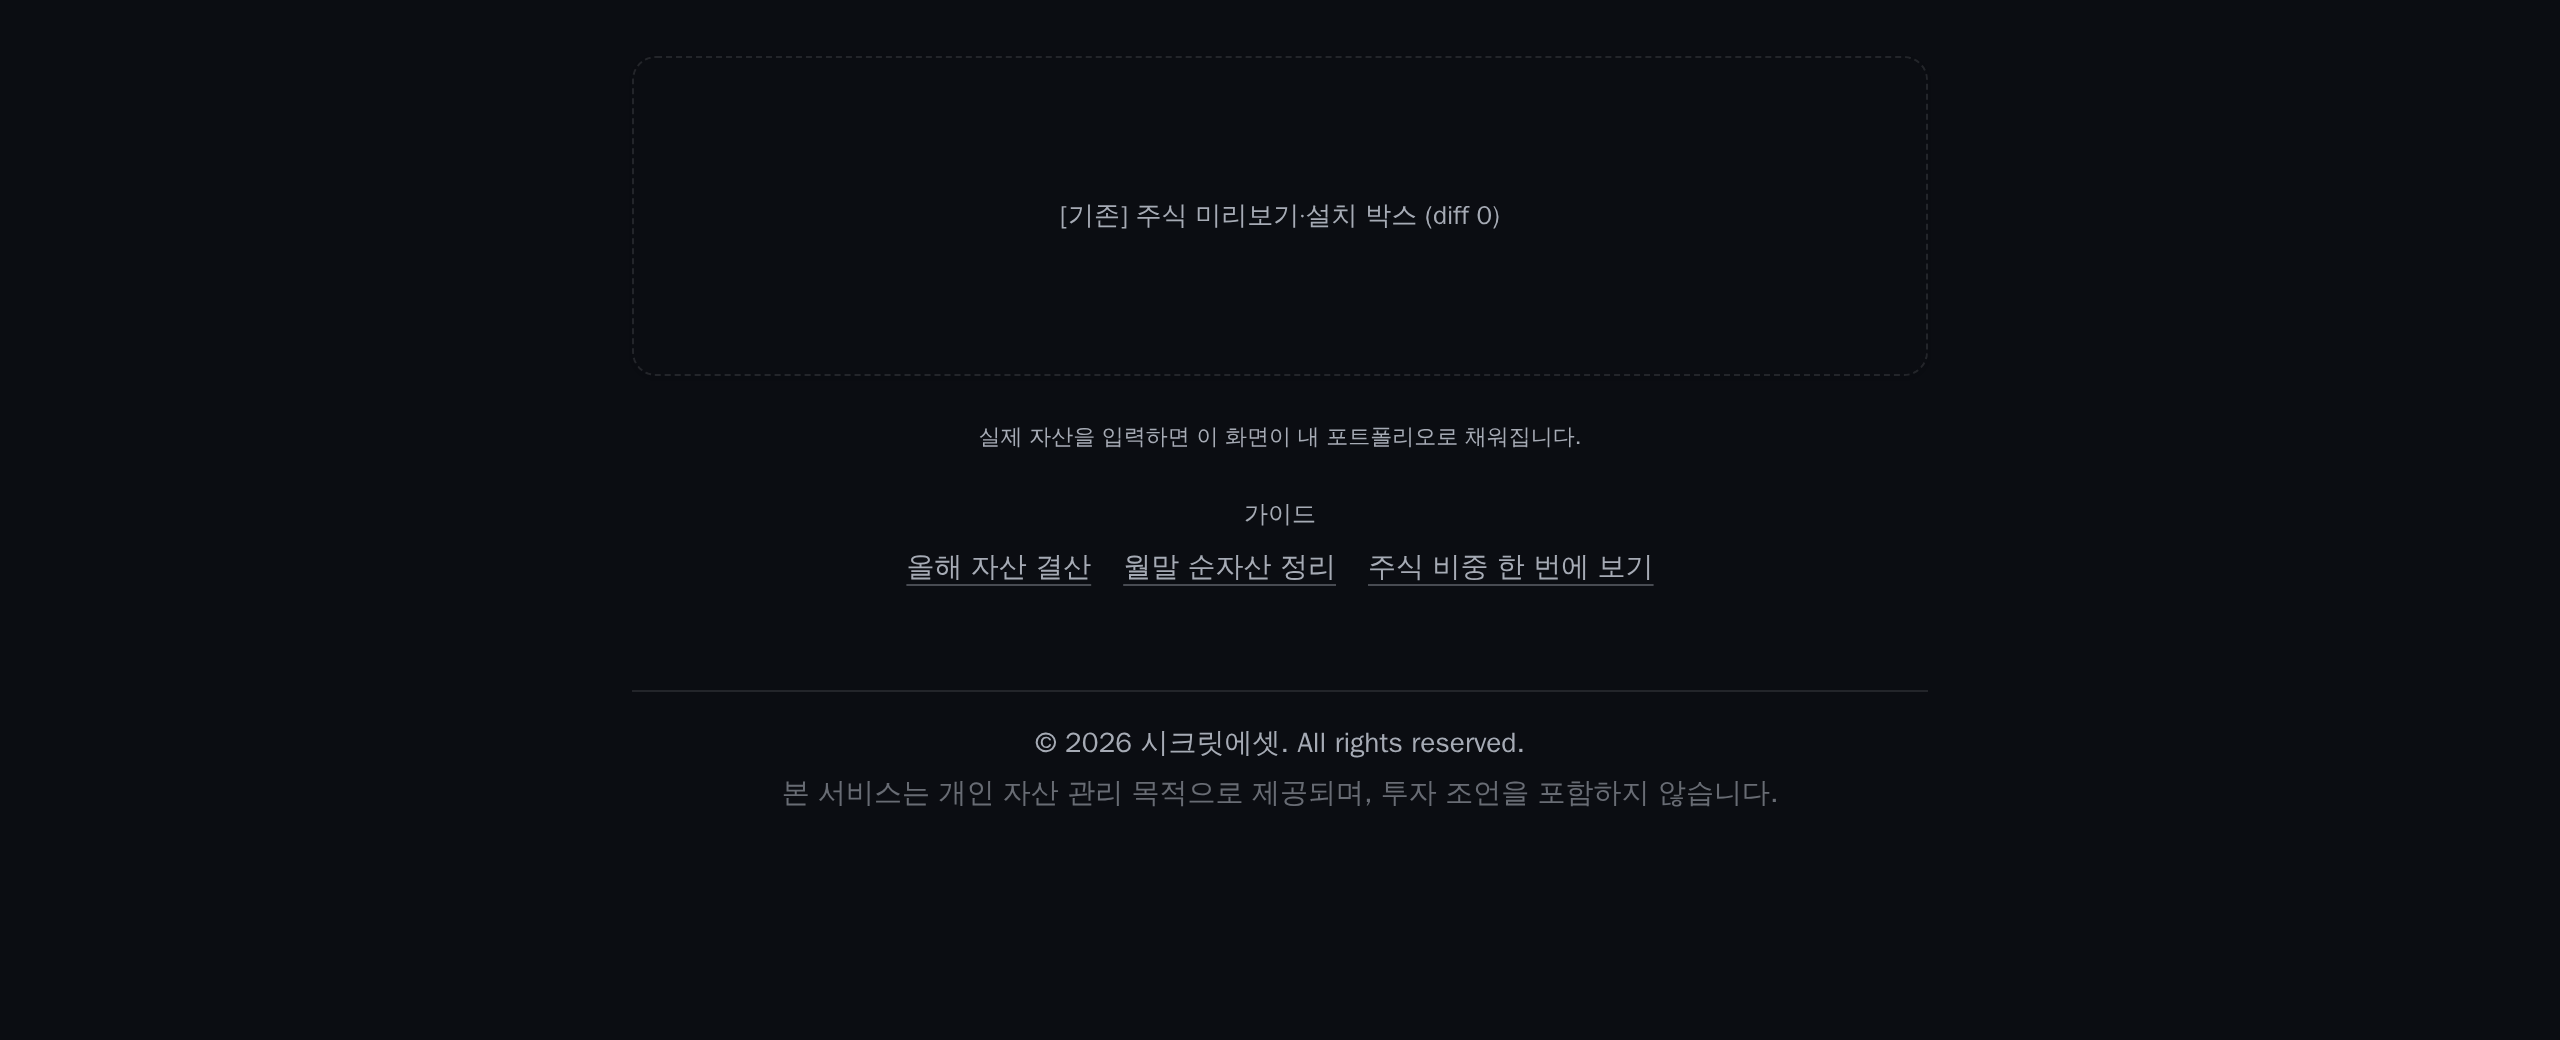 [기존] 주식 미리보기·설치 박스 (diff 0)
실제 자산을 입력하면 이 화면이 내 포트폴리오로 채워집니다.
가이드
올해 자산 결산 월말 순자산 정리 주식 비중 한 번에 보기
© 2026 시크릿에셋. All rights reserved.
본 서비스는 개인 자산 관리 목적으로 제공되며, 투자 조언을 포함하지 않습니다.